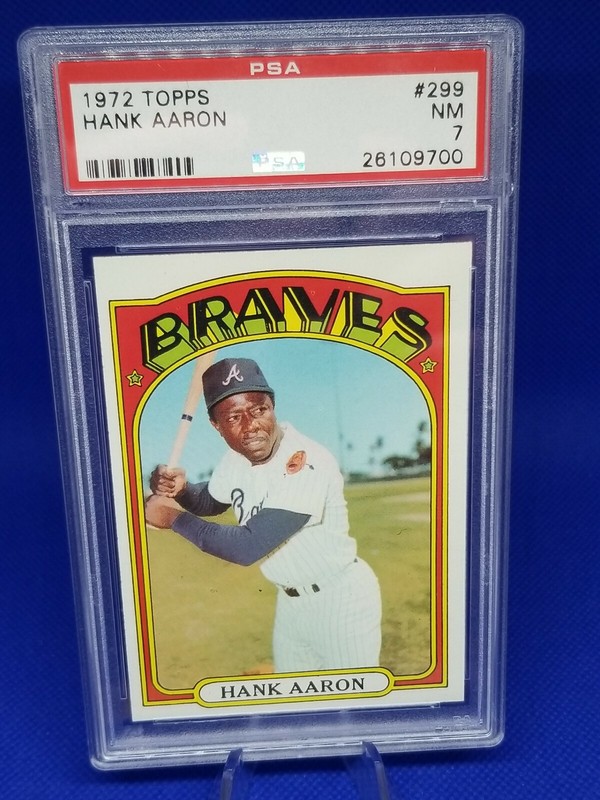 PSA
1972 TOPPS #299
HANK AARON NM
7
PSA 26109700
BRAVES
A
HANK AARON